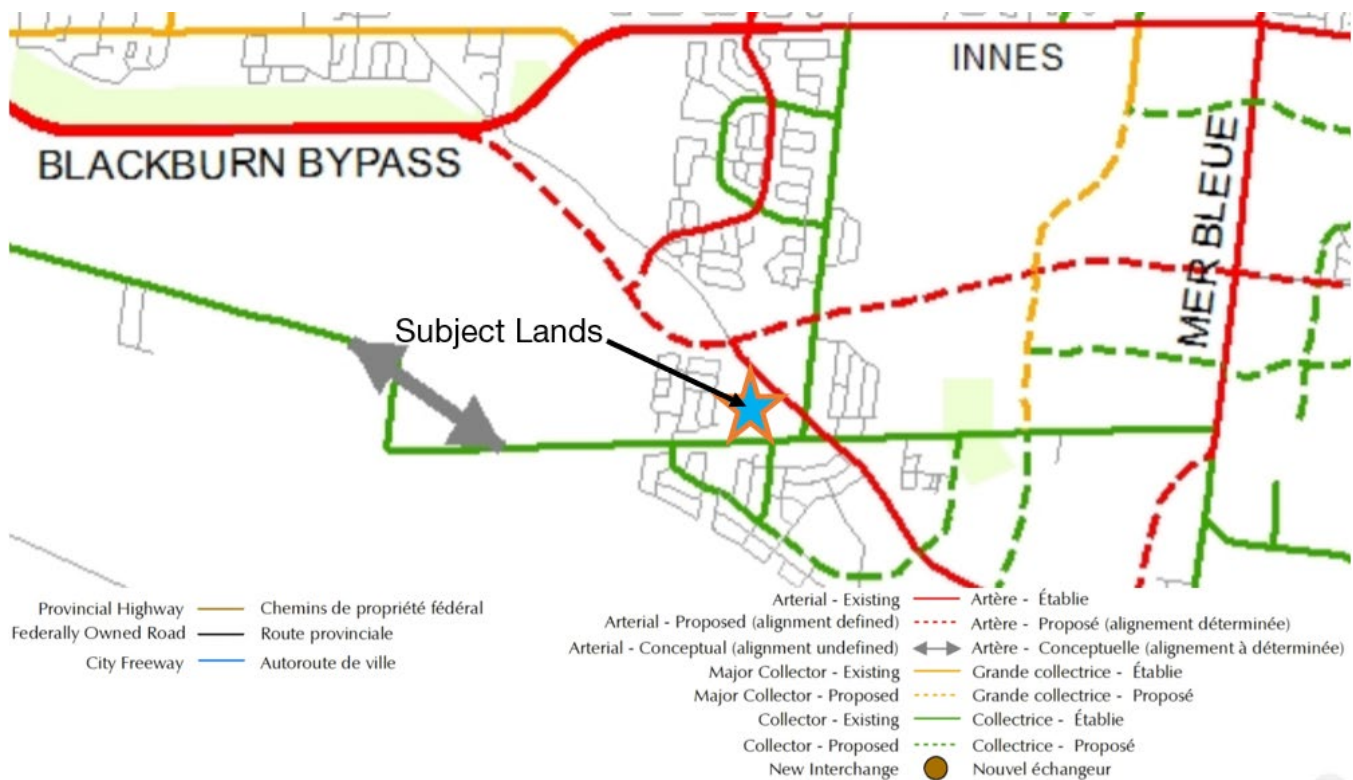 INNES
BLACKBURN BYPASS
MER BLEUE
Subject Lands
Provincial Highway Chemins de propriété fédéral
Federally Owned Road Route provinciale
City Freeway Autoroute de ville
Arterial - Existing Artère - Établie
Arterial - Proposed (alignment defined) Artère - Proposé (alignement déterminée)
Arterial - Conceptual (alignment undefined) Artère - Conceptuelle (alignement à déterminée)
Major Collector - Existing Grande collectrice - Établie
Major Collector - Proposed Grande collectrice - Proposé
Collector - Existing Collectrice - Établie
Collector - Proposed Collectrice - Proposé
New Interchange Nouvel échangeur